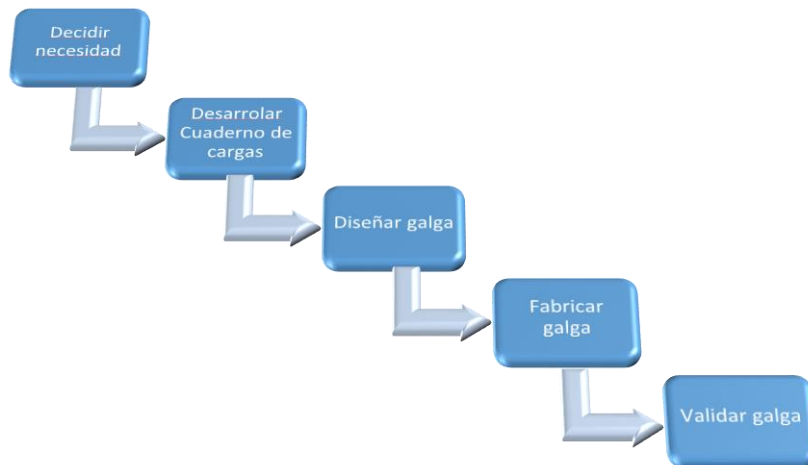 Decidir
necesidad
Desarrolar
Cuaderno de
cargas
Diseñar galga
Fabricar
galga
Validar galga